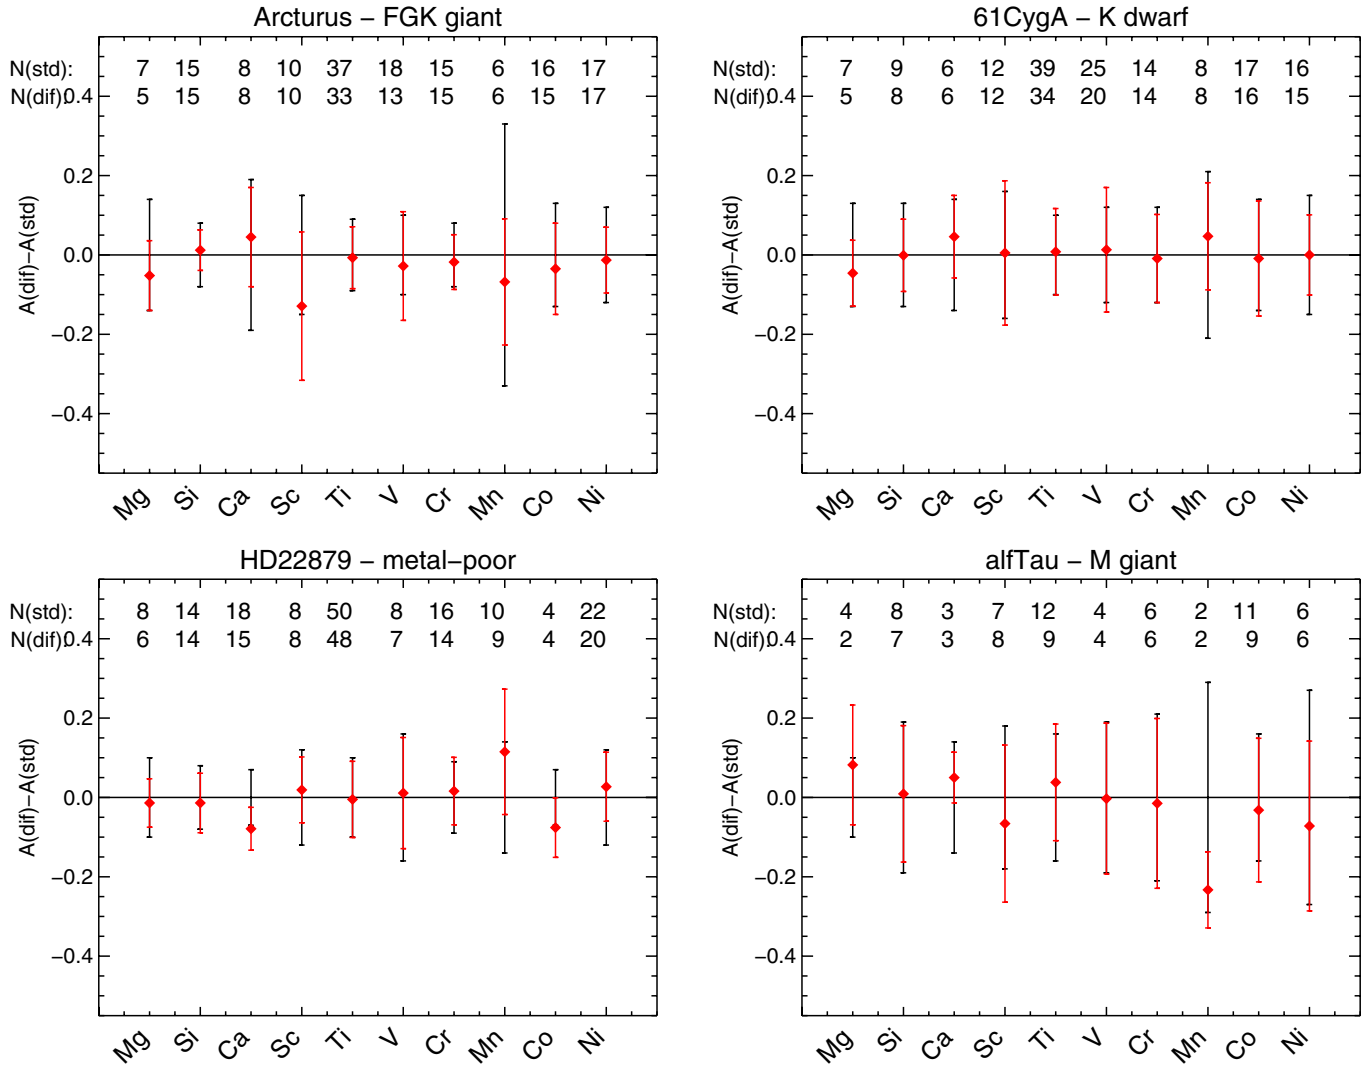 Arcturus − FGK giant
N(std): 7 15 8 10 37 18 15 6 16 17
N(dif): 5 15 8 10 33 13 15 6 15 17
0.4
0.2
0.0
−0.2
−0.4
A(dif)−A(std)
Mg Si Ca Sc Ti V Cr Mn Co Ni
61CygA − K dwarf
N(std): 7 9 6 12 39 25 14 8 17 16
N(dif): 5 8 6 12 34 20 14 8 16 15
0.4
0.2
0.0
−0.2
−0.4
A(dif)−A(std)
Mg Si Ca Sc Ti V Cr Mn Co Ni
HD22879 − metal−poor
N(std): 8 14 18 8 50 8 16 10 4 22
N(dif): 6 14 15 8 48 7 14 9 4 20
0.4
0.2
0.0
−0.2
−0.4
A(dif)−A(std)
Mg Si Ca Sc Ti V Cr Mn Co Ni
alfTau − M giant
N(std): 4 8 3 7 12 4 6 2 11 6
N(dif): 2 7 3 8 9 4 6 2 9 6
0.4
0.2
0.0
−0.2
−0.4
A(dif)−A(std)
Mg Si Ca Sc Ti V Cr Mn Co Ni